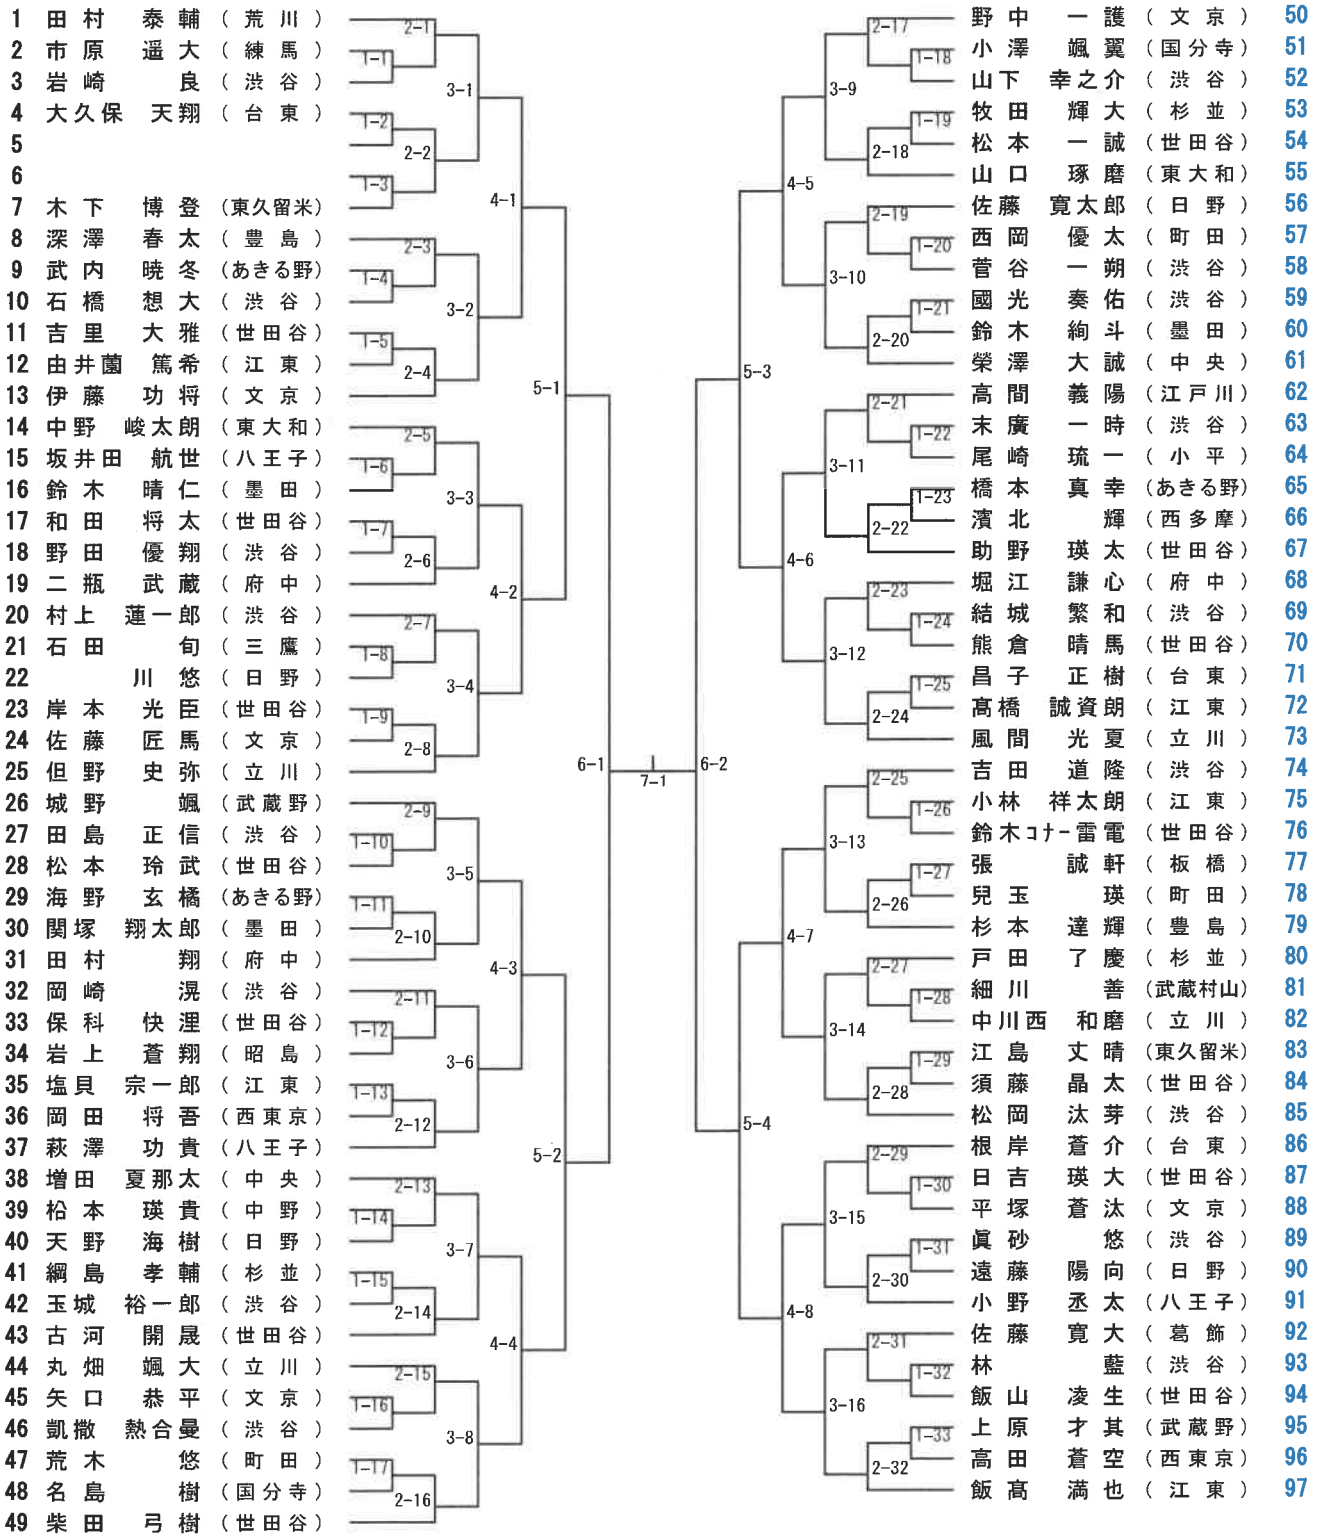 1 田村 泰輔 (荒川)
2 市原 遥大 (練馬)
3 岩崎 良 (渋谷)
4 大久保 天翔 (台東)
5
6
7 木下 博登 (東久留米)
8 深澤 春太 (豊島)
9 武内 暁冬 (あきる野)
10 石橋 想大 (渋谷)
11 吉里 大雅 (世田谷)
12 由井薗 篤希 (江東)
13 伊藤 功将 (文京)
14 中野 峻太朗 (東大和)
15 坂井田 航世 (八王子)
16 鈴木 晴仁 (墨田)
17 和田 将太 (世田谷)
18 野田 優翔 (渋谷)
19 二瓶 武蔵 (府中)
20 村上 蓮一郎 (渋谷)
21 石田 旬 (三鷹)
22 川 悠 (日野)
23 岸本 光臣 (世田谷)
24 佐藤 匠馬 (文京)
25 但野 史弥 (立川)
26 城野 颯 (武蔵野)
27 田島 正信 (渋谷)
28 松本 玲武 (世田谷)
29 海野 玄橘 (あきる野)
30 関塚 翔太郎 (墨田)
31 田村 翔 (府中)
32 岡崎 滉 (渋谷)
33 保科 快浬 (世田谷)
34 岩上 蒼翔 (昭島)
35 塩貝 宗一郎 (江東)
36 岡田 将吾 (西東京)
37 萩澤 功貴 (八王子)
38 増田 夏那太 (中央)
39 柗本 瑛貴 (中野)
40 天野 海樹 (日野)
41 綱島 孝輔 (杉並)
42 玉城 裕一郎 (渋谷)
43 古河 開晟 (世田谷)
44 丸畑 颯大 (立川)
45 矢口 恭平 (文京)
46 凱撒 熱合曼 (渋谷)
47 荒木 悠 (町田)
48 名島 樹 (国分寺)
49 柴田 弓樹 (世田谷)
2-1
1-1
3-1
1-2
2-2
1-3
4-1
2-3
1-4
3-2
1-5
2-4
5-1
2-5
1-6
3-3
1-7
2-6
4-2
2-7
1-8
3-4
1-9
2-8
6-1
2-9
1-10
3-5
1-11
2-10
4-3
2-11
1-12
3-6
1-13
2-12
5-2
2-13
1-14
3-7
1-15
2-14
4-4
2-15
1-16
3-8
1-17
2-16
7-1
2-17
1-18
3-9
1-19
2-18
4-5
2-19
1-20
3-10
1-21
2-20
5-3
2-21
1-22
3-11
1-23
2-22
4-6
2-23
1-24
3-12
1-25
2-24
6-2
2-25
1-26
3-13
1-27
2-26
4-7
2-27
1-28
3-14
1-29
2-28
5-4
2-29
1-30
3-15
1-31
2-30
4-8
2-31
1-32
3-16
1-33
2-32
野中 一護 (文京) 50
小澤 颯翼 (国分寺) 51
山下 幸之介 (渋谷) 52
牧田 輝大 (杉並) 53
松本 一誠 (世田谷) 54
山口 琢磨 (東大和) 55
佐藤 寛太郎 (日野) 56
西岡 優太 (町田) 57
菅谷 一朔 (渋谷) 58
國光 奏佑 (渋谷) 59
鈴木 絢斗 (墨田) 60
榮澤 大誠 (中央) 61
高間 義陽 (江戸川) 62
末廣 一時 (渋谷) 63
尾崎 琉一 (小平) 64
橋本 真幸 (あきる野) 65
濱北 輝 (西多摩) 66
助野 瑛太 (世田谷) 67
堀江 謙心 (府中) 68
結城 繁和 (渋谷) 69
熊倉 晴馬 (世田谷) 70
昌子 正樹 (台東) 71
髙橋 誠資朗 (江東) 72
風間 光夏 (立川) 73
吉田 道隆 (渋谷) 74
小林 祥太朗 (江東) 75
鈴木コナー雷電 (世田谷) 76
張 誠軒 (板橋) 77
兒玉 瑛 (町田) 78
杉本 達輝 (豊島) 79
戸田 了慶 (杉並) 80
細川 善 (武蔵村山) 81
中川西 和磨 (立川) 82
江島 丈晴 (東久留米) 83
須藤 晶太 (世田谷) 84
松岡 汰芽 (渋谷) 85
根岸 蒼介 (台東) 86
日吉 瑛大 (世田谷) 87
平塚 蒼汰 (文京) 88
眞砂 悠 (渋谷) 89
遠藤 陽向 (日野) 90
小野 丞太 (八王子) 91
佐藤 寛大 (葛飾) 92
林 藍 (渋谷) 93
飯山 凌生 (世田谷) 94
上原 才其 (武蔵野) 95
高田 蒼空 (西東京) 96
飯髙 満也 (江東) 97